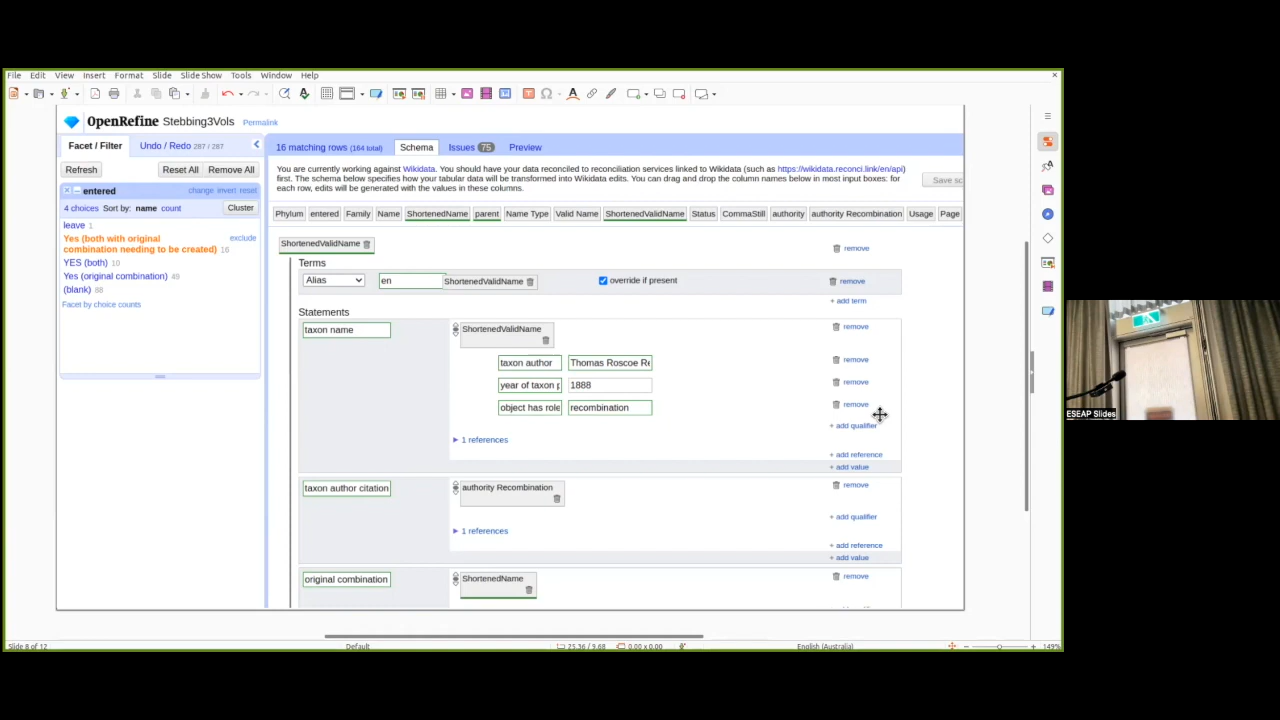 File Edit View Insert Format Slide Slide Show Tools Window Help
OpenRefine Stebbing3Vols Permalink
Facet / Filter Undo / Redo 287 / 287
Refresh Reset All Remove All
entered change invert reset
4 choices Sort by: name count Cluster
leave 1
Yes (both with original exclude
combination needing to be created) 16
YES (both) 10
Yes (original combination) 49
(blank) 88
Facet by choice counts
16 matching rows (164 total) Schema Issues 75 Preview
You are currently working against Wikidata. You should have your data reconciled to reconciliation services linked to Wikidata (such as https://wikidata.reconci.link/en/api)
first. The schema below specifies how your tabular data will be transformed into Wikidata edits. You can drag and drop the column names below in most input boxes: for
each row, edits will be generated with the values in these columns.
Save sc
Phylum entered Family Name ShortenedName parent Name Type Valid Name ShortenedValidName Status CommaStill authority authority Recombination Usage Page
ShortenedValidName remove
Terms
Alias en ShortenedValidName override if present remove
+ add term
Statements
taxon name ShortenedValidName remove
taxon author Thomas Roscoe Re remove
year of taxon p 1888 remove
object has role recombination remove
+ add qualifier
1 references
+ add reference
+ add value
taxon author citation authority Recombination remove
+ add qualifier
1 references
+ add reference
+ add value
original combination ShortenedName remove
Slide 8 of 12 Default 25.36 / 9.68 0.00 x 0.00 English (Australia) 149%
ESEAP Slides